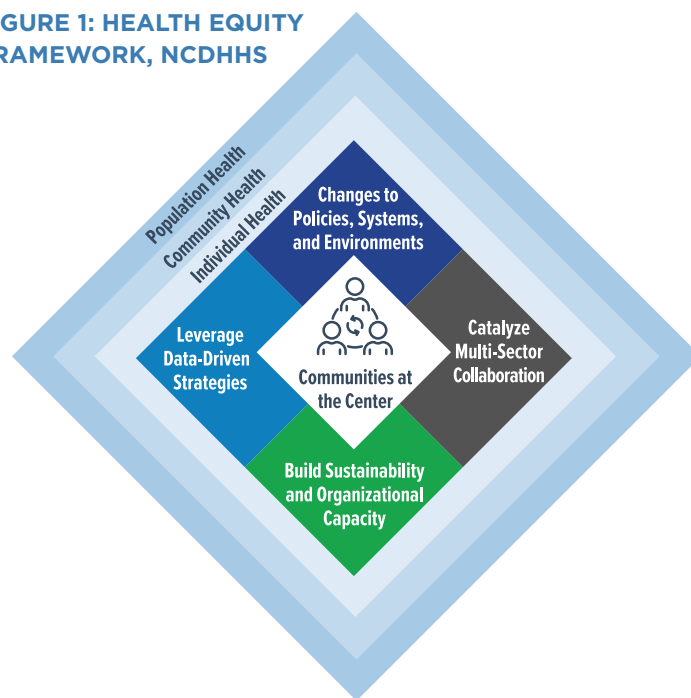 IGURE 1: HEALTH EQUITY
RAMEWORK, NCDHHS
Population Health
Community Health
Individual Health
Changes to
Policies, Systems,
and Environments
Leverage
Data-Driven
Strategies
Catalyze
Multi-Sector
Collaboration
Communities at
the Center
Build Sustainability
and Organizational
Capacity